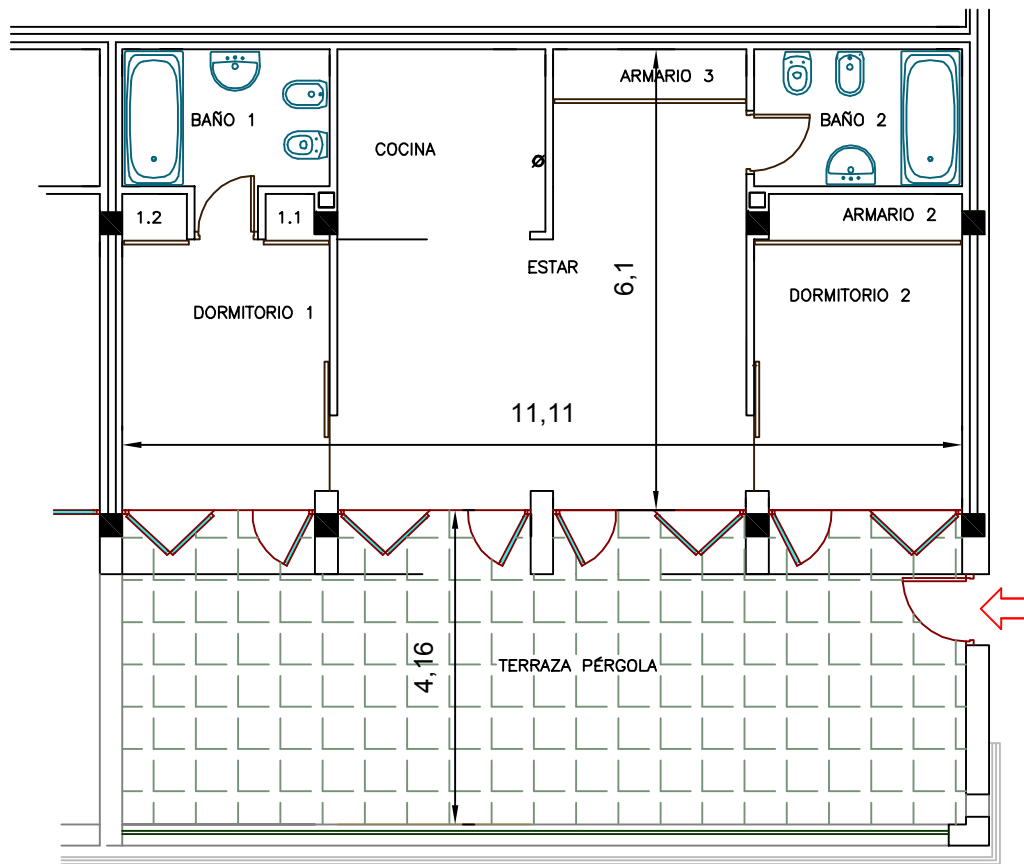 ARMARIO 3
BAÑO 1
BAÑO 2
COCINA
1.2
1.1
ARMARIO 2
ESTAR
6,1
DORMITORIO 2
DORMITORIO 1
11,11
4,16
TERRAZA PÉRGOLA